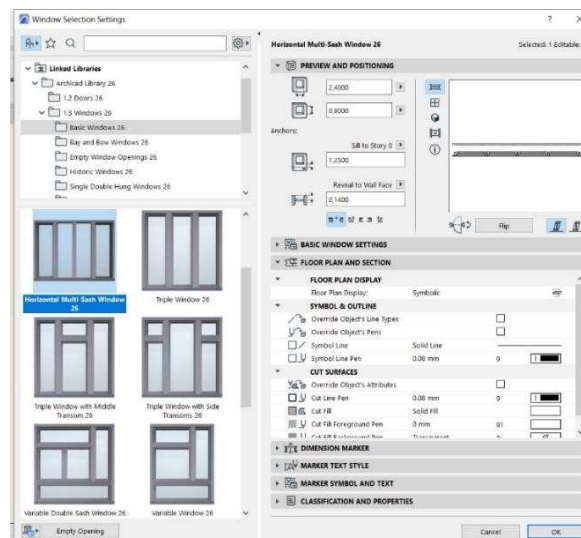 Window Selection Settings
? ×
Linked Libraries
Archicad Library 26
1.2 Doors 26
1.3 Windows 26
Basic Windows 26
Bay and Bow Windows 26
Empty Window Openings 26
Historic Windows 26
Single Double Hung Windows 26
Horizontal Multi-Sash Window 26
Triple Window 26
Triple Window with Middle Transom 26
Triple Window with Side Transoms 26
Variable Double Sash Window 26
Variable Window 26
Empty Opening
Horizontal Multi-Sash Window 26
Selected: 1 Editable:
PREVIEW AND POSITIONING
2,4000
0,9000
Anchors:
Sill to Story 0
1,2500
Reveal to Wall Face
0,1400
Flip
BASIC WINDOW SETTINGS
FLOOR PLAN AND SECTION
FLOOR PLAN DISPLAY
Floor Plan Display: Symbolic
SYMBOL & OUTLINE
Override Object's Line Types
Override Object's Pens
Symbol Line Solid Line
Symbol Line Pen 0.08 mm 9 1
CUT SURFACES
Override Object's Attributes
Cut Line Pen 0.08 mm 9 1
Cut Fill Solid Fill
Cut Fill Foreground Pen 0 mm 91
Cut Fill Background Pen Transparent 0
DIMENSION MARKER
MARKER TEXT STYLE
MARKER SYMBOL AND TEXT
CLASSIFICATION AND PROPERTIES
Cancel OK